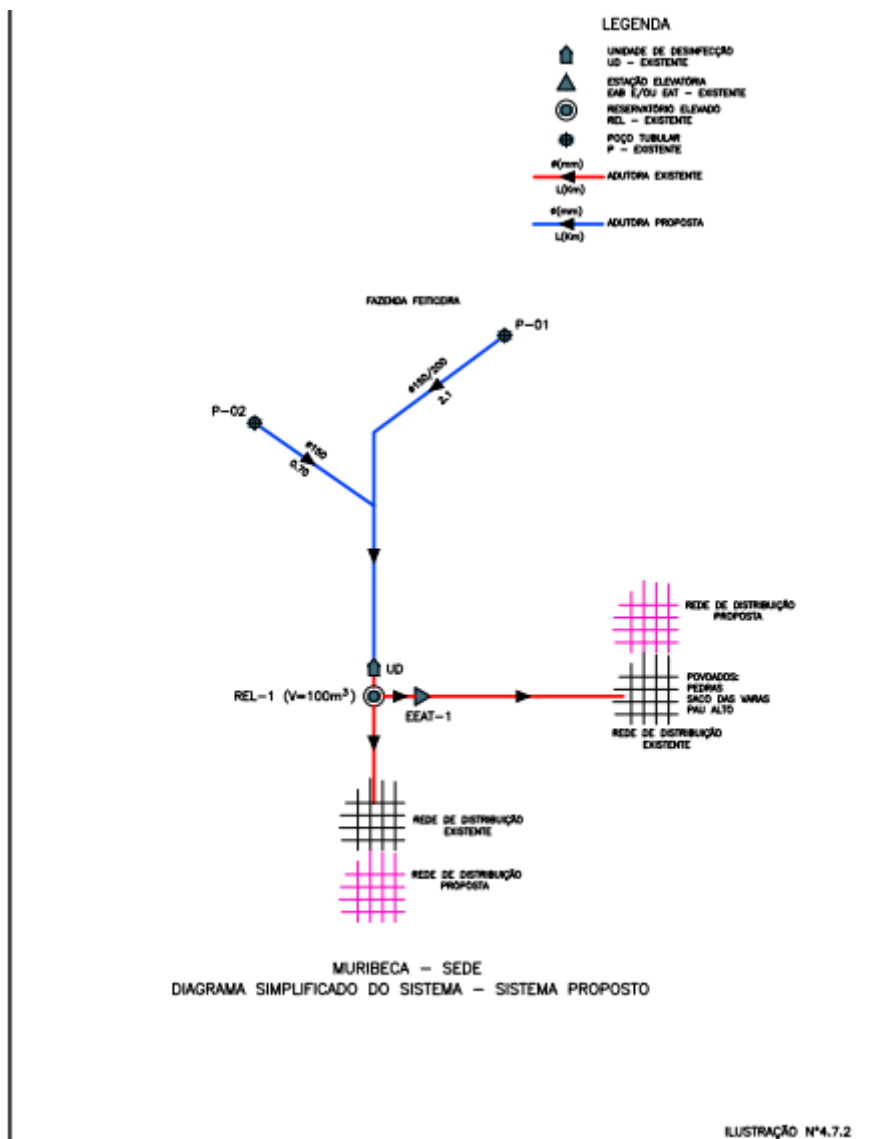 LEGENDA
UNIDADE DE DESINFECÇÃO
UD – EXISTENTE
ESTAÇÃO ELEVATÓRIA
EAB E/OU EAT – EXISTENTE
RESERVATÓRIO ELEVADO
REL – EXISTENTE
POÇO TUBULAR
P – EXISTENTE
ø(mm)
ADUTORA EXISTENTE
L(Km)
ø(mm)
ADUTORA PROPOSTA
L(Km)
FAZENDA FEITICEIRA
P-01
ø150/200
2,1
P-02
ø150
0,70
REDE DE DISTRIBUIÇÃO
PROPOSTA
UD
REL-1 (V=100m³)
EEAT-1
POVOADOS:
PEDRAS
SACO DAS VARAS
PAU ALTO
REDE DE DISTRIBUIÇÃO
EXISTENTE
REDE DE DISTRIBUIÇÃO
EXISTENTE
REDE DE DISTRIBUIÇÃO
PROPOSTA
MURIBECA – SEDE
DIAGRAMA SIMPLIFICADO DO SISTEMA – SISTEMA PROPOSTO
ILUSTRAÇÃO N°4.7.2